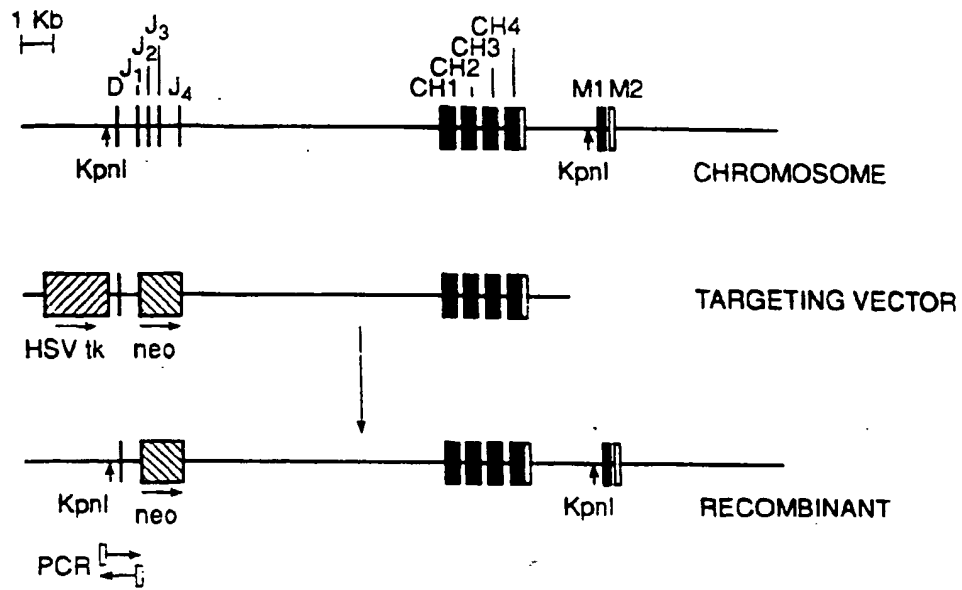 1 Kb
D J1 J2 J3 J4
CH1 CH2 CH3 CH4
M1 M2
KpnI
KpnI
CHROMOSOME
HSV tk
neo
TARGETING VECTOR
KpnI
neo
KpnI
RECOMBINANT
PCR